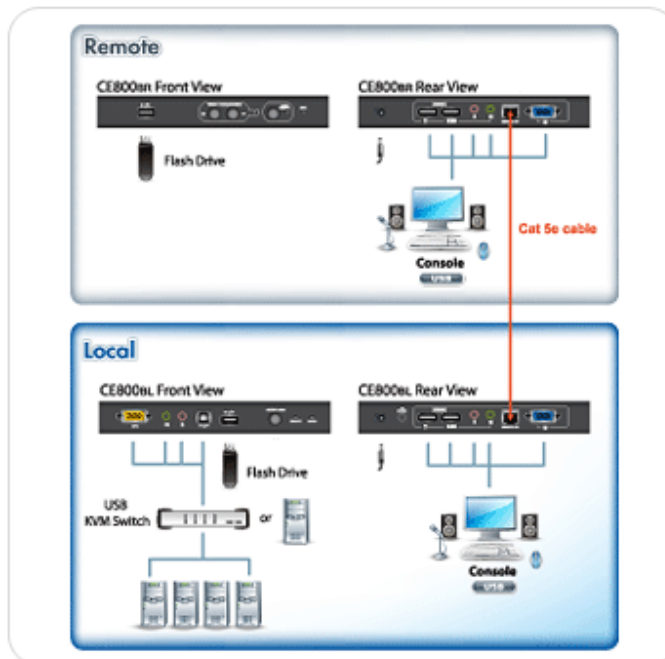 Remote
CE800BR Front View
CE800BR Rear View
Flash Drive
Cat 5e cable
Console
USB
Local
CE800BL Front View
CE800BL Rear View
Flash Drive
USB
KVM Switch
or
Console
USB